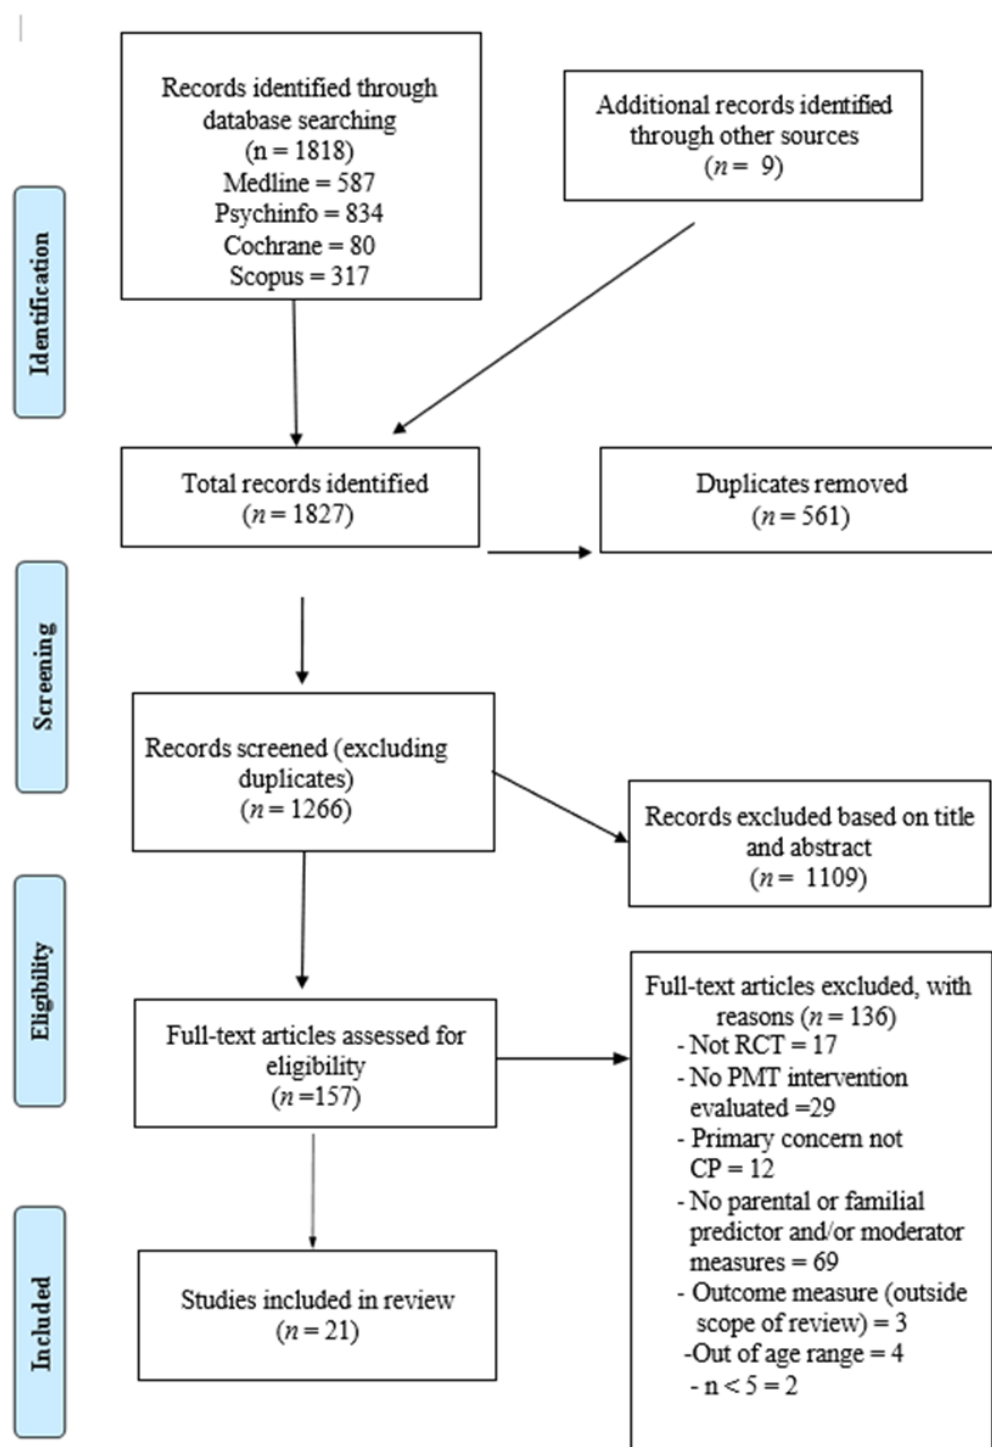 Records identified through
database searching
(n = 1818)
Medline = 587
Psychinfo = 834
Cochrane = 80
Scopus = 317
Additional records identified
through other sources
(n = 9)
Identification
Total records identified
(n = 1827)
Duplicates removed
(n = 561)
Screening
Records screened (excluding
duplicates)
(n = 1266)
Records excluded based on title
and abstract
(n = 1109)
Eligibility
Full-text articles assessed for
eligibility
(n =157)
Full-text articles excluded, with
reasons (n = 136)
- Not RCT = 17
- No PMT intervention
evaluated =29
- Primary concern not
CP = 12
- No parental or familial
predictor and/or moderator
measures = 69
- Outcome measure (outside
scope of review) = 3
-Out of age range = 4
- n < 5 = 2
Included
Studies included in review
(n = 21)